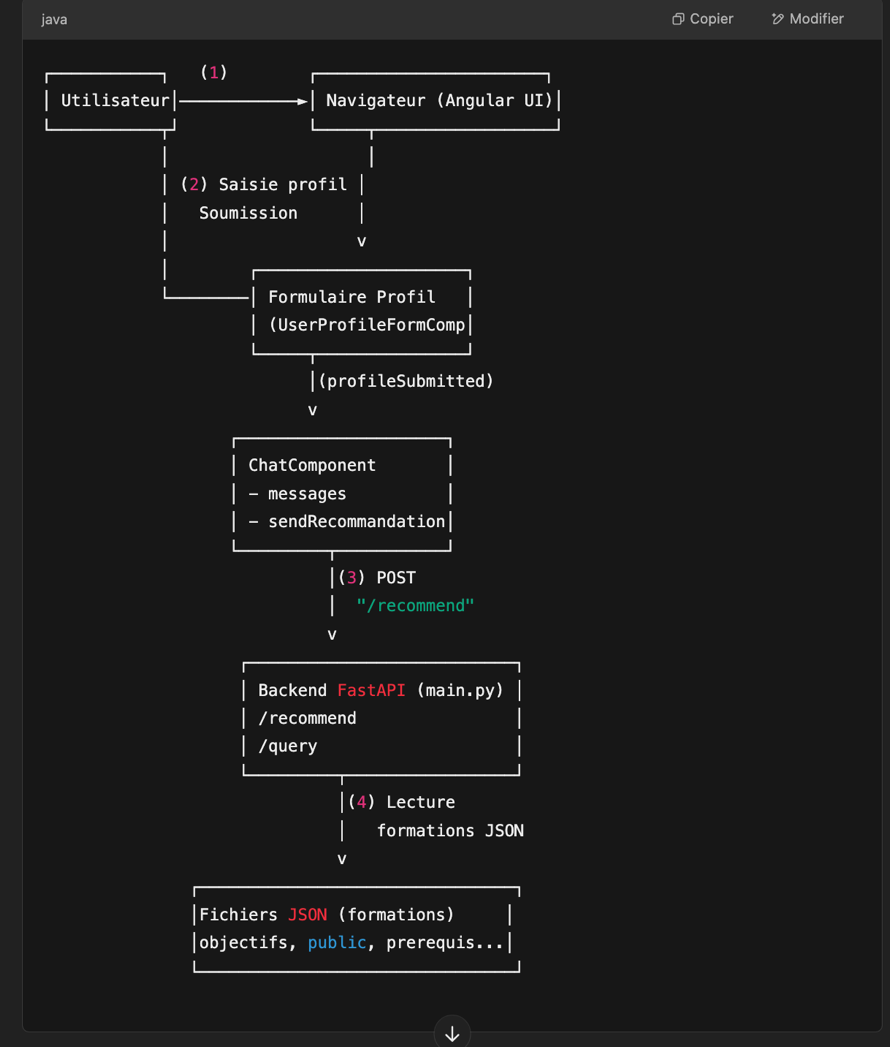 java
Copier
Modifier
(1)
Utilisateur
Navigateur (Angular UI)
(2) Saisie profil
Soumission
v
Formulaire Profil
(UserProfileFormComp
(profileSubmitted)
v
ChatComponent
- messages
- sendRecommandation
(3) POST
"/recommend"
v
Backend FastAPI (main.py)
/recommend
/query
(4) Lecture
formations JSON
v
Fichiers JSON (formations)
objectifs, public, prerequis...